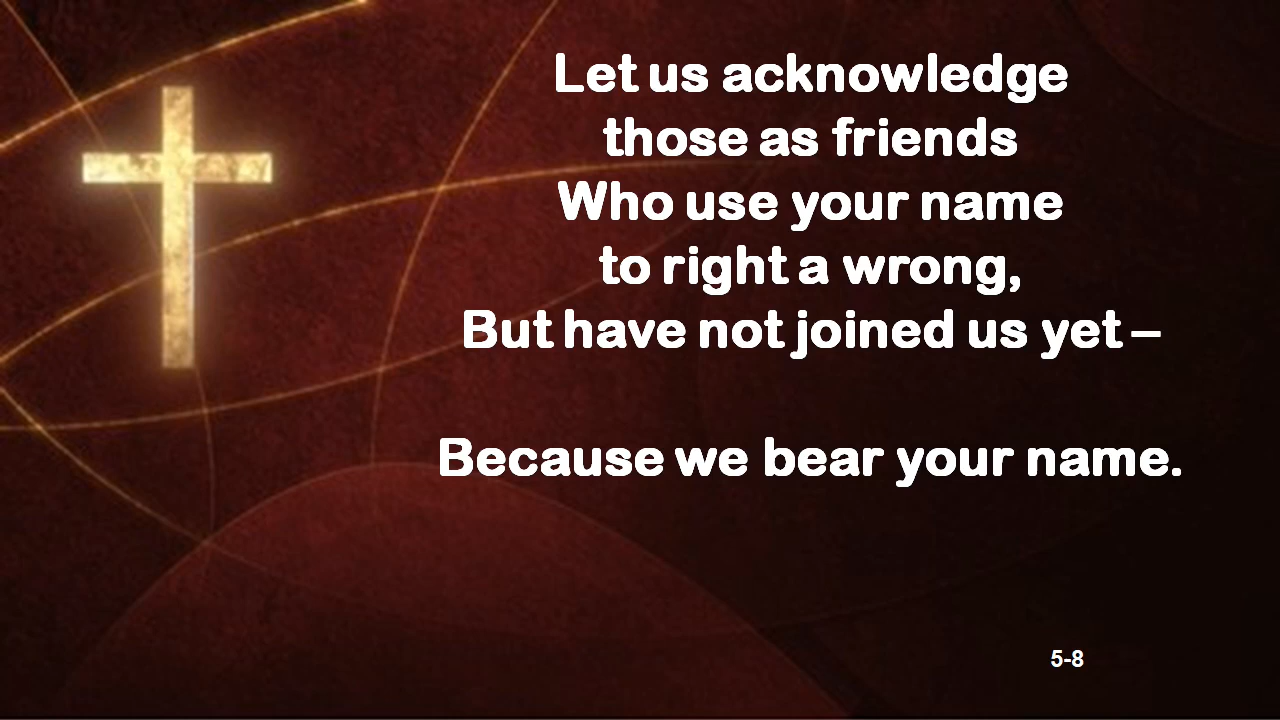 Let us acknowledge
those as friends
Who use your name
to right a wrong,
But have not joined us yet –
Because we bear your name.
5-8